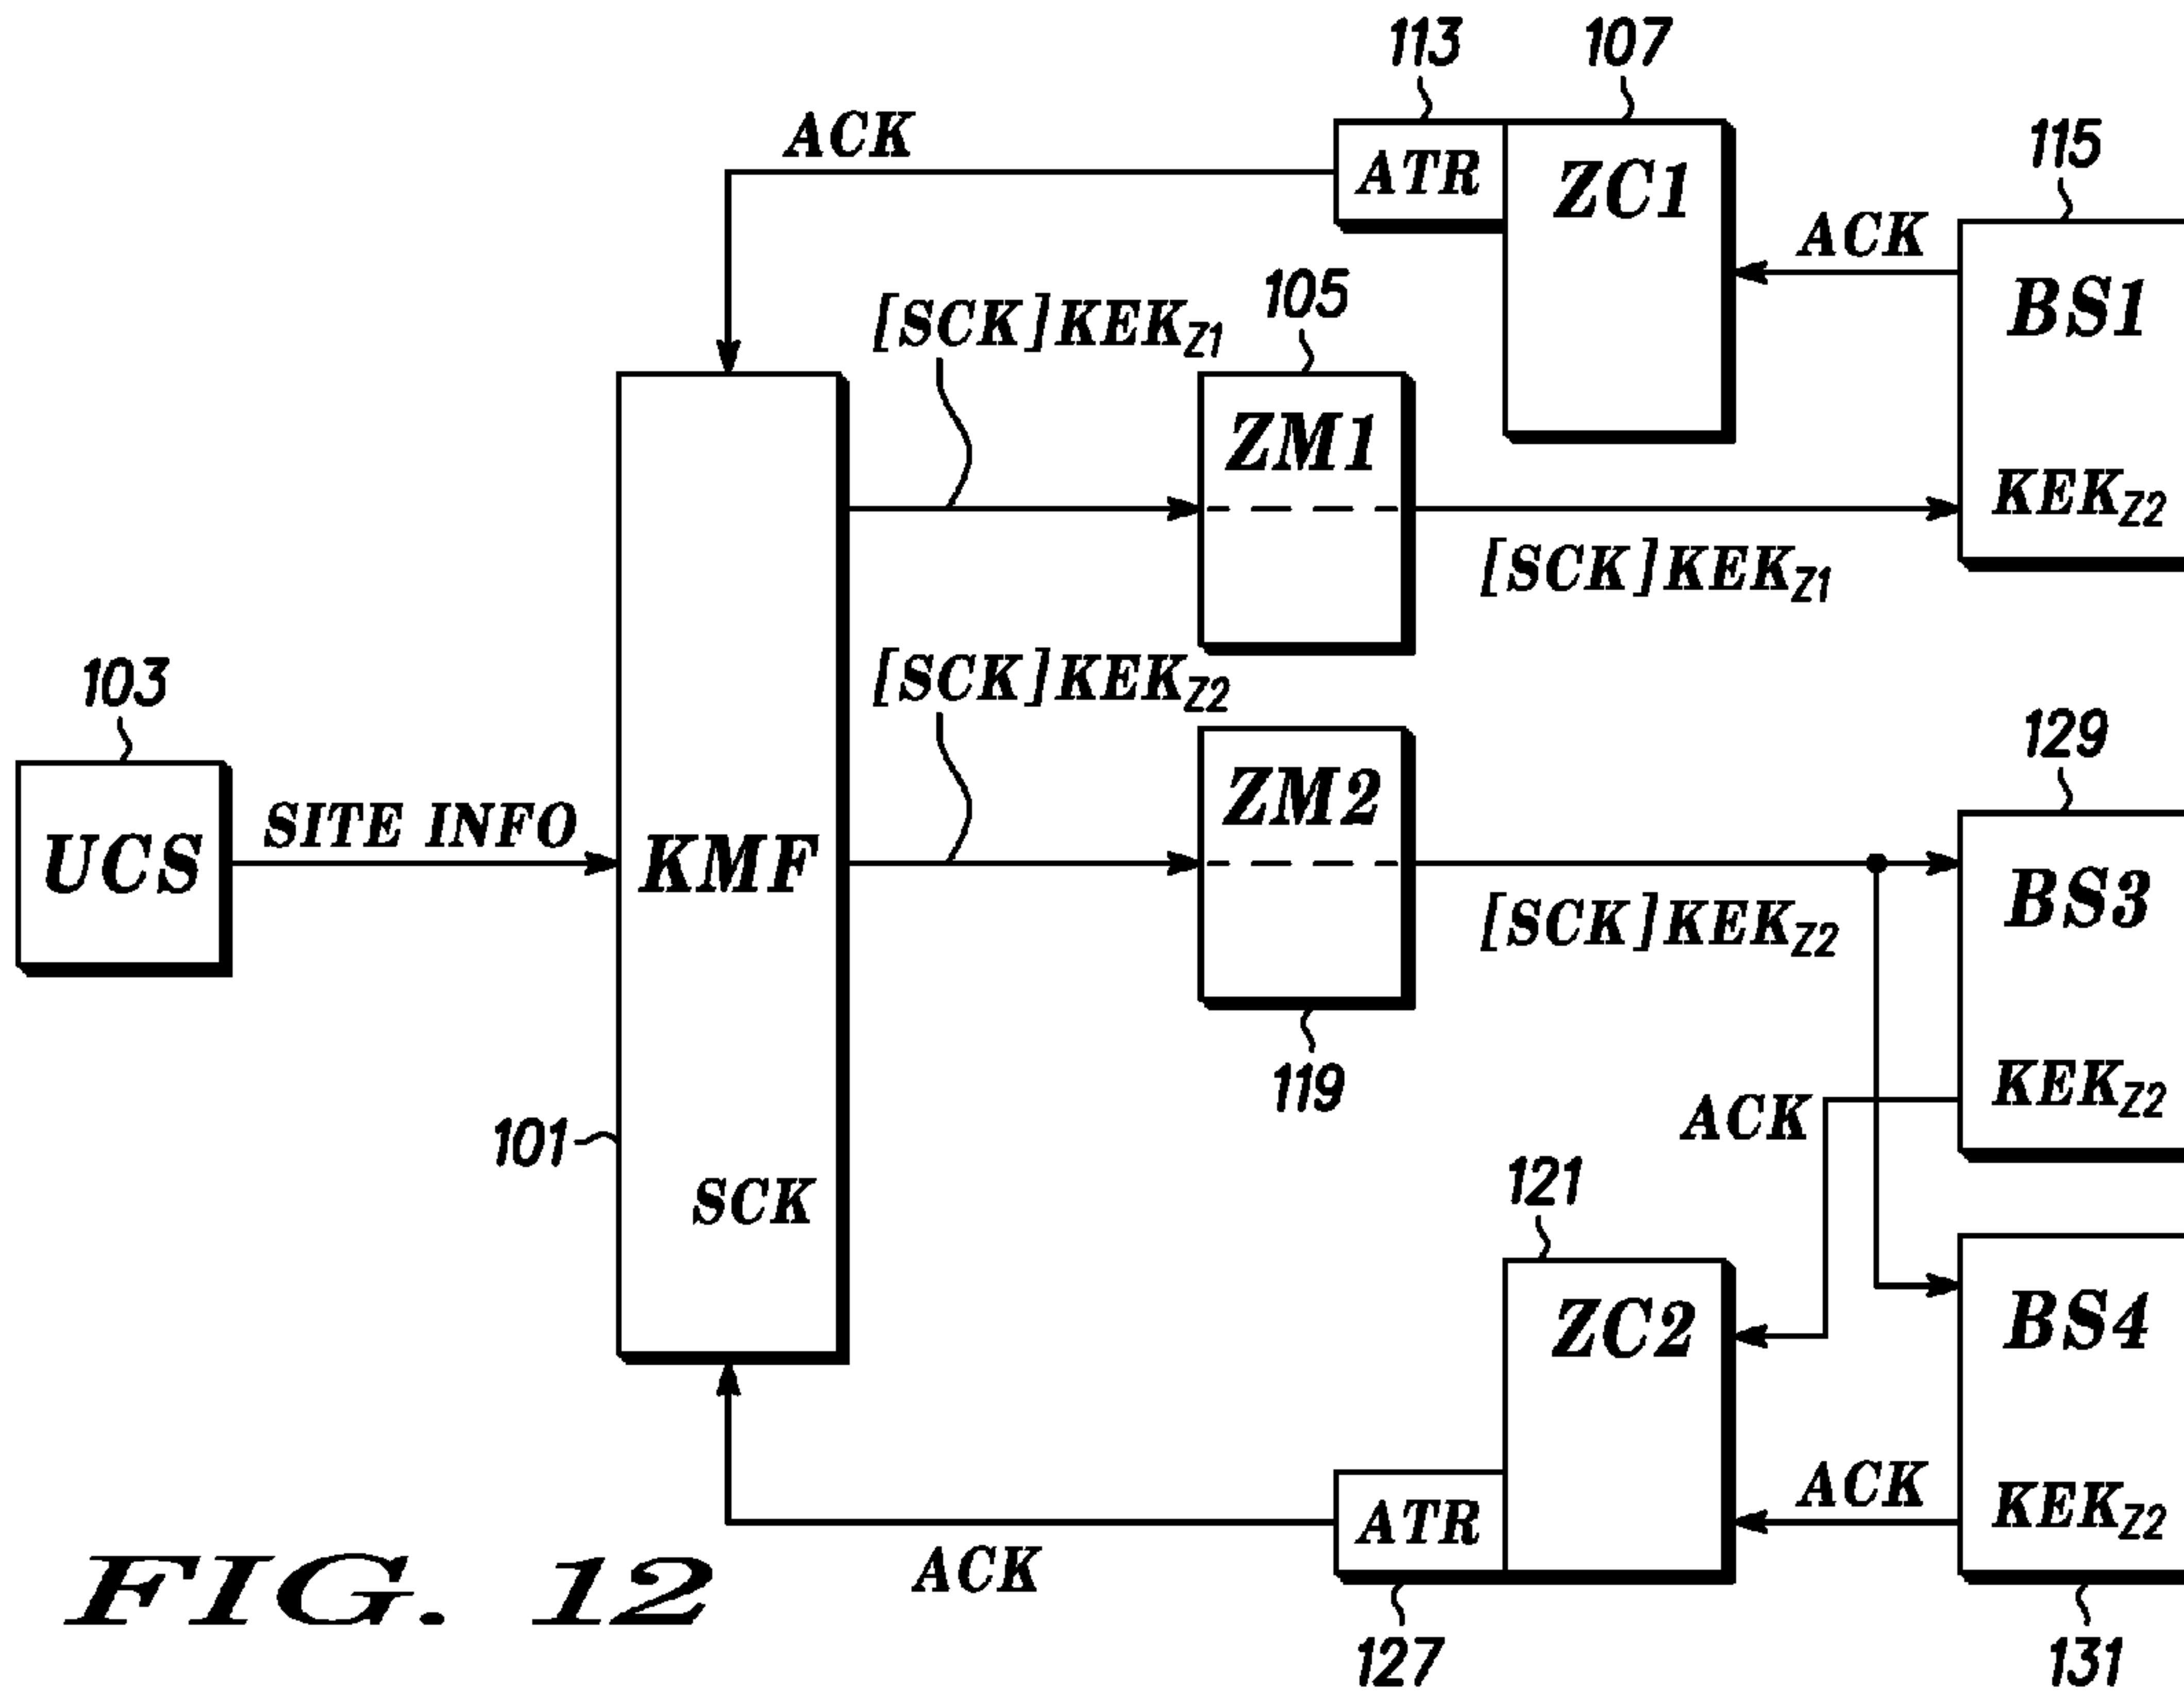 113
107
ACK
ATR
ZC1
115
ACK
BS1
KEKZ2
105
[SCK]KEKZ1
ZM1
[SCK]KEKZ1
103
UCS
SITE INFO
KMF
SCK
101
[SCK]KEKZ2
ZM2
119
[SCK]KEKZ2
129
BS3
KEKZ2
ACK
121
ZC2
BS4
KEKZ2
ACK
ATR
ACK
127
131
FIG. 12